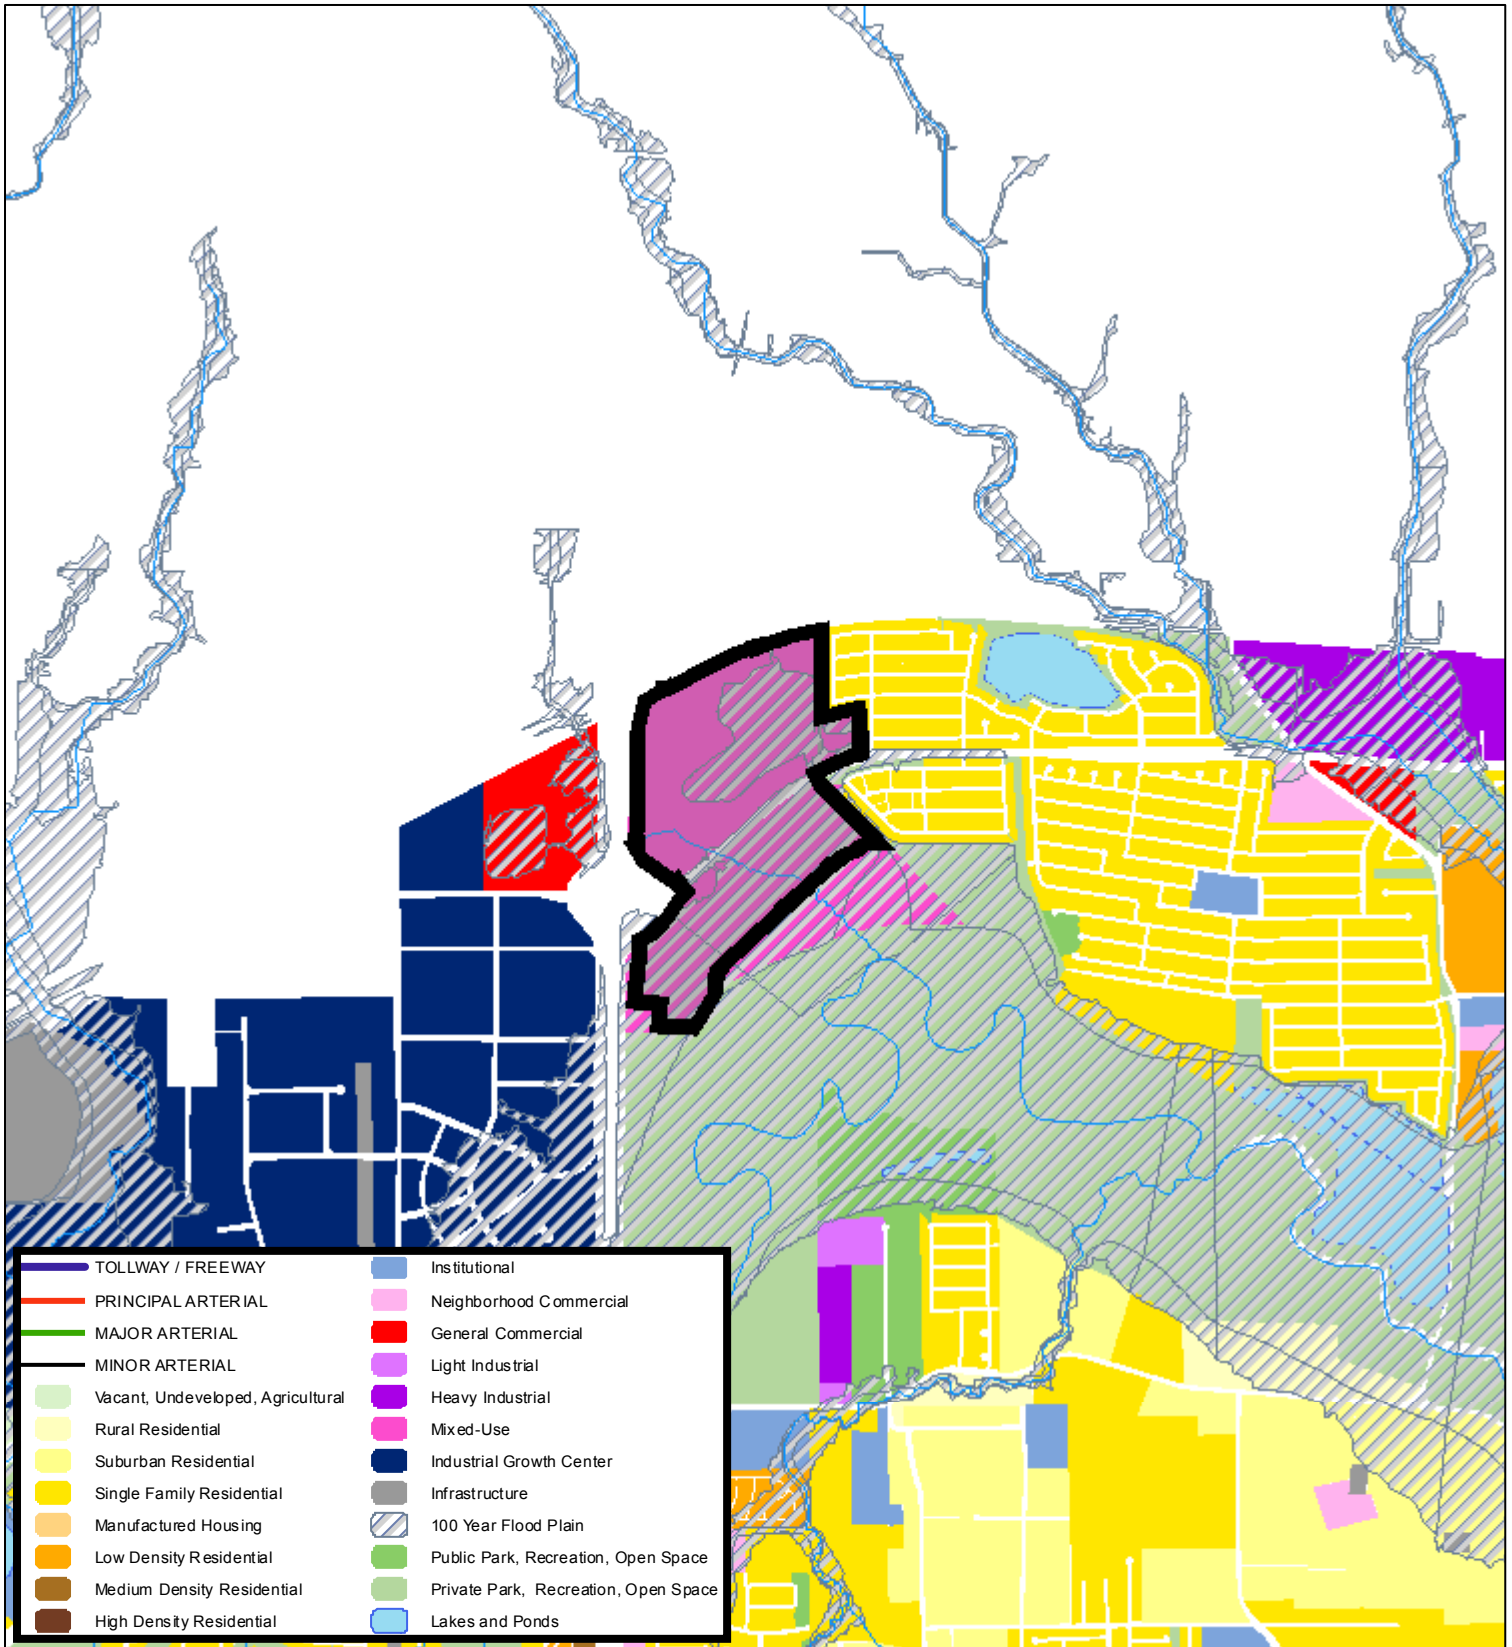 TOLLWAY / FREEWAY
PRINCIPAL ARTERIAL
MAJOR ARTERIAL
MINOR ARTERIAL
Vacant, Undeveloped, Agricultural
Rural Residential
Suburban Residential
Single Family Residential
Manufactured Housing
Low Density Residential
Medium Density Residential
High Density Residential
Institutional
Neighborhood Commercial
General Commercial
Light Industrial
Heavy Industrial
Mixed-Use
Industrial Growth Center
Infrastructure
100 Year Flood Plain
Public Park, Recreation, Open Space
Private Park, Recreation, Open Space
Lakes and Ponds